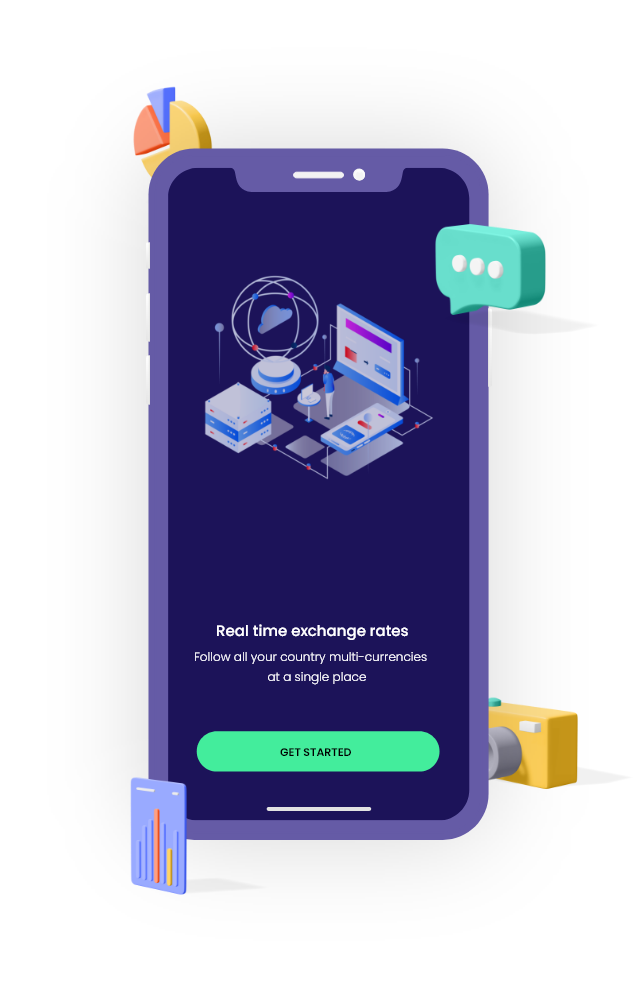 Real time exchange rates
Follow all your country multi-currencies
at a single place
GET STARTED